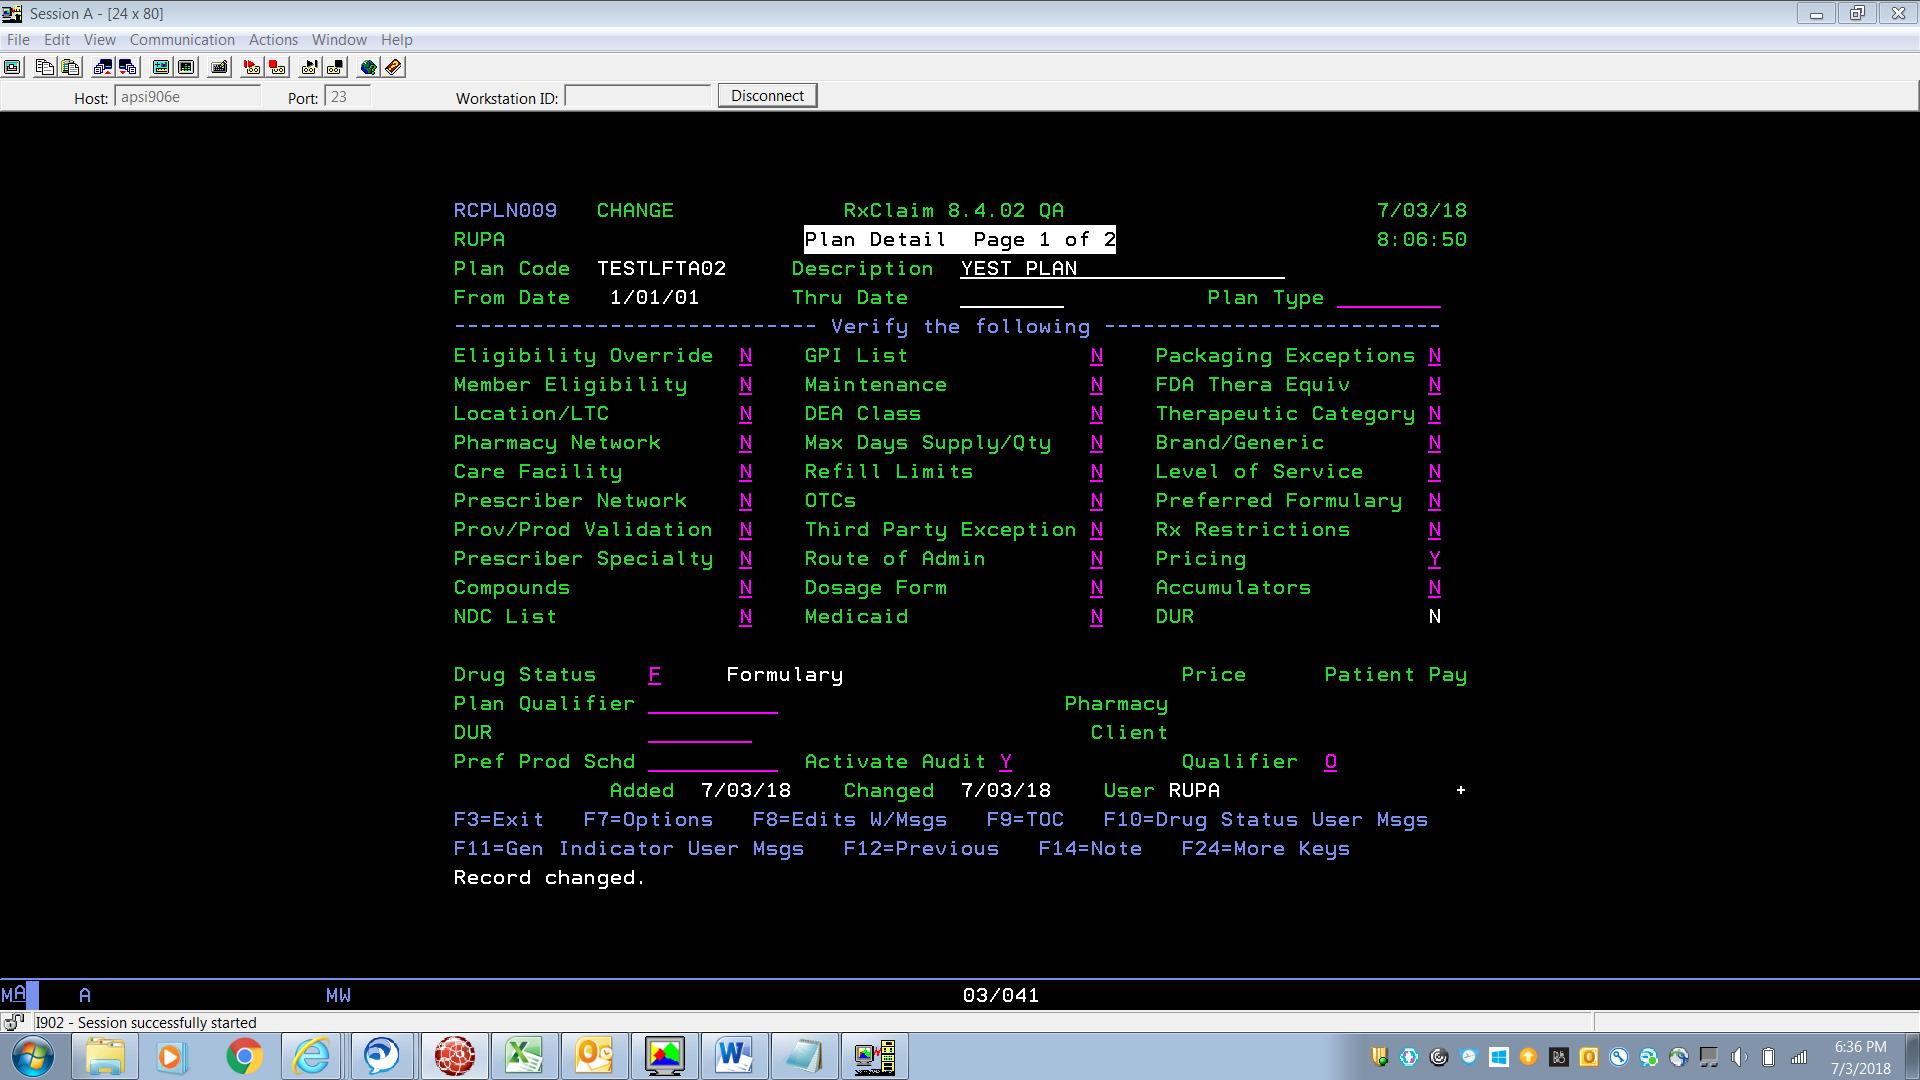 Session A - [24 x 80]
File Edit View Communication Actions Window Help
Host: apsi906e Port: 23 Workstation ID: Disconnect
RCPLN009 CHANGE RxClaim 8.4.02 QA 7/03/18
RUPA Plan Detail Page 1 of 2 8:06:50
Plan Code TESTLFTA02 Description YEST PLAN
From Date 1/01/01 Thru Date Plan Type
---------------------------- Verify the following --------------------------
Eligibility Override N GPI List N Packaging Exceptions N
Member Eligibility N Maintenance N FDA Thera Equiv N
Location/LTC N DEA Class N Therapeutic Category N
Pharmacy Network N Max Days Supply/Qty N Brand/Generic N
Care Facility N Refill Limits N Level of Service N
Prescriber Network N OTCs N Preferred Formulary N
Prov/Prod Validation N Third Party Exception N Rx Restrictions N
Prescriber Specialty N Route of Admin N Pricing Y
Compounds N Dosage Form N Accumulators N
NDC List N Medicaid N DUR N
Drug Status F Formulary Price Patient Pay
Plan Qualifier Pharmacy
DUR Client
Pref Prod Schd Activate Audit Y Qualifier O
Added 7/03/18 Changed 7/03/18 User RUPA +
F3=Exit F7=Options F8=Edits W/Msgs F9=TOC F10=Drug Status User Msgs
F11=Gen Indicator User Msgs F12=Previous F14=Note F24=More Keys
Record changed.
MA A MW 03/041
I902 - Session successfully started
6:36 PM
7/3/2018